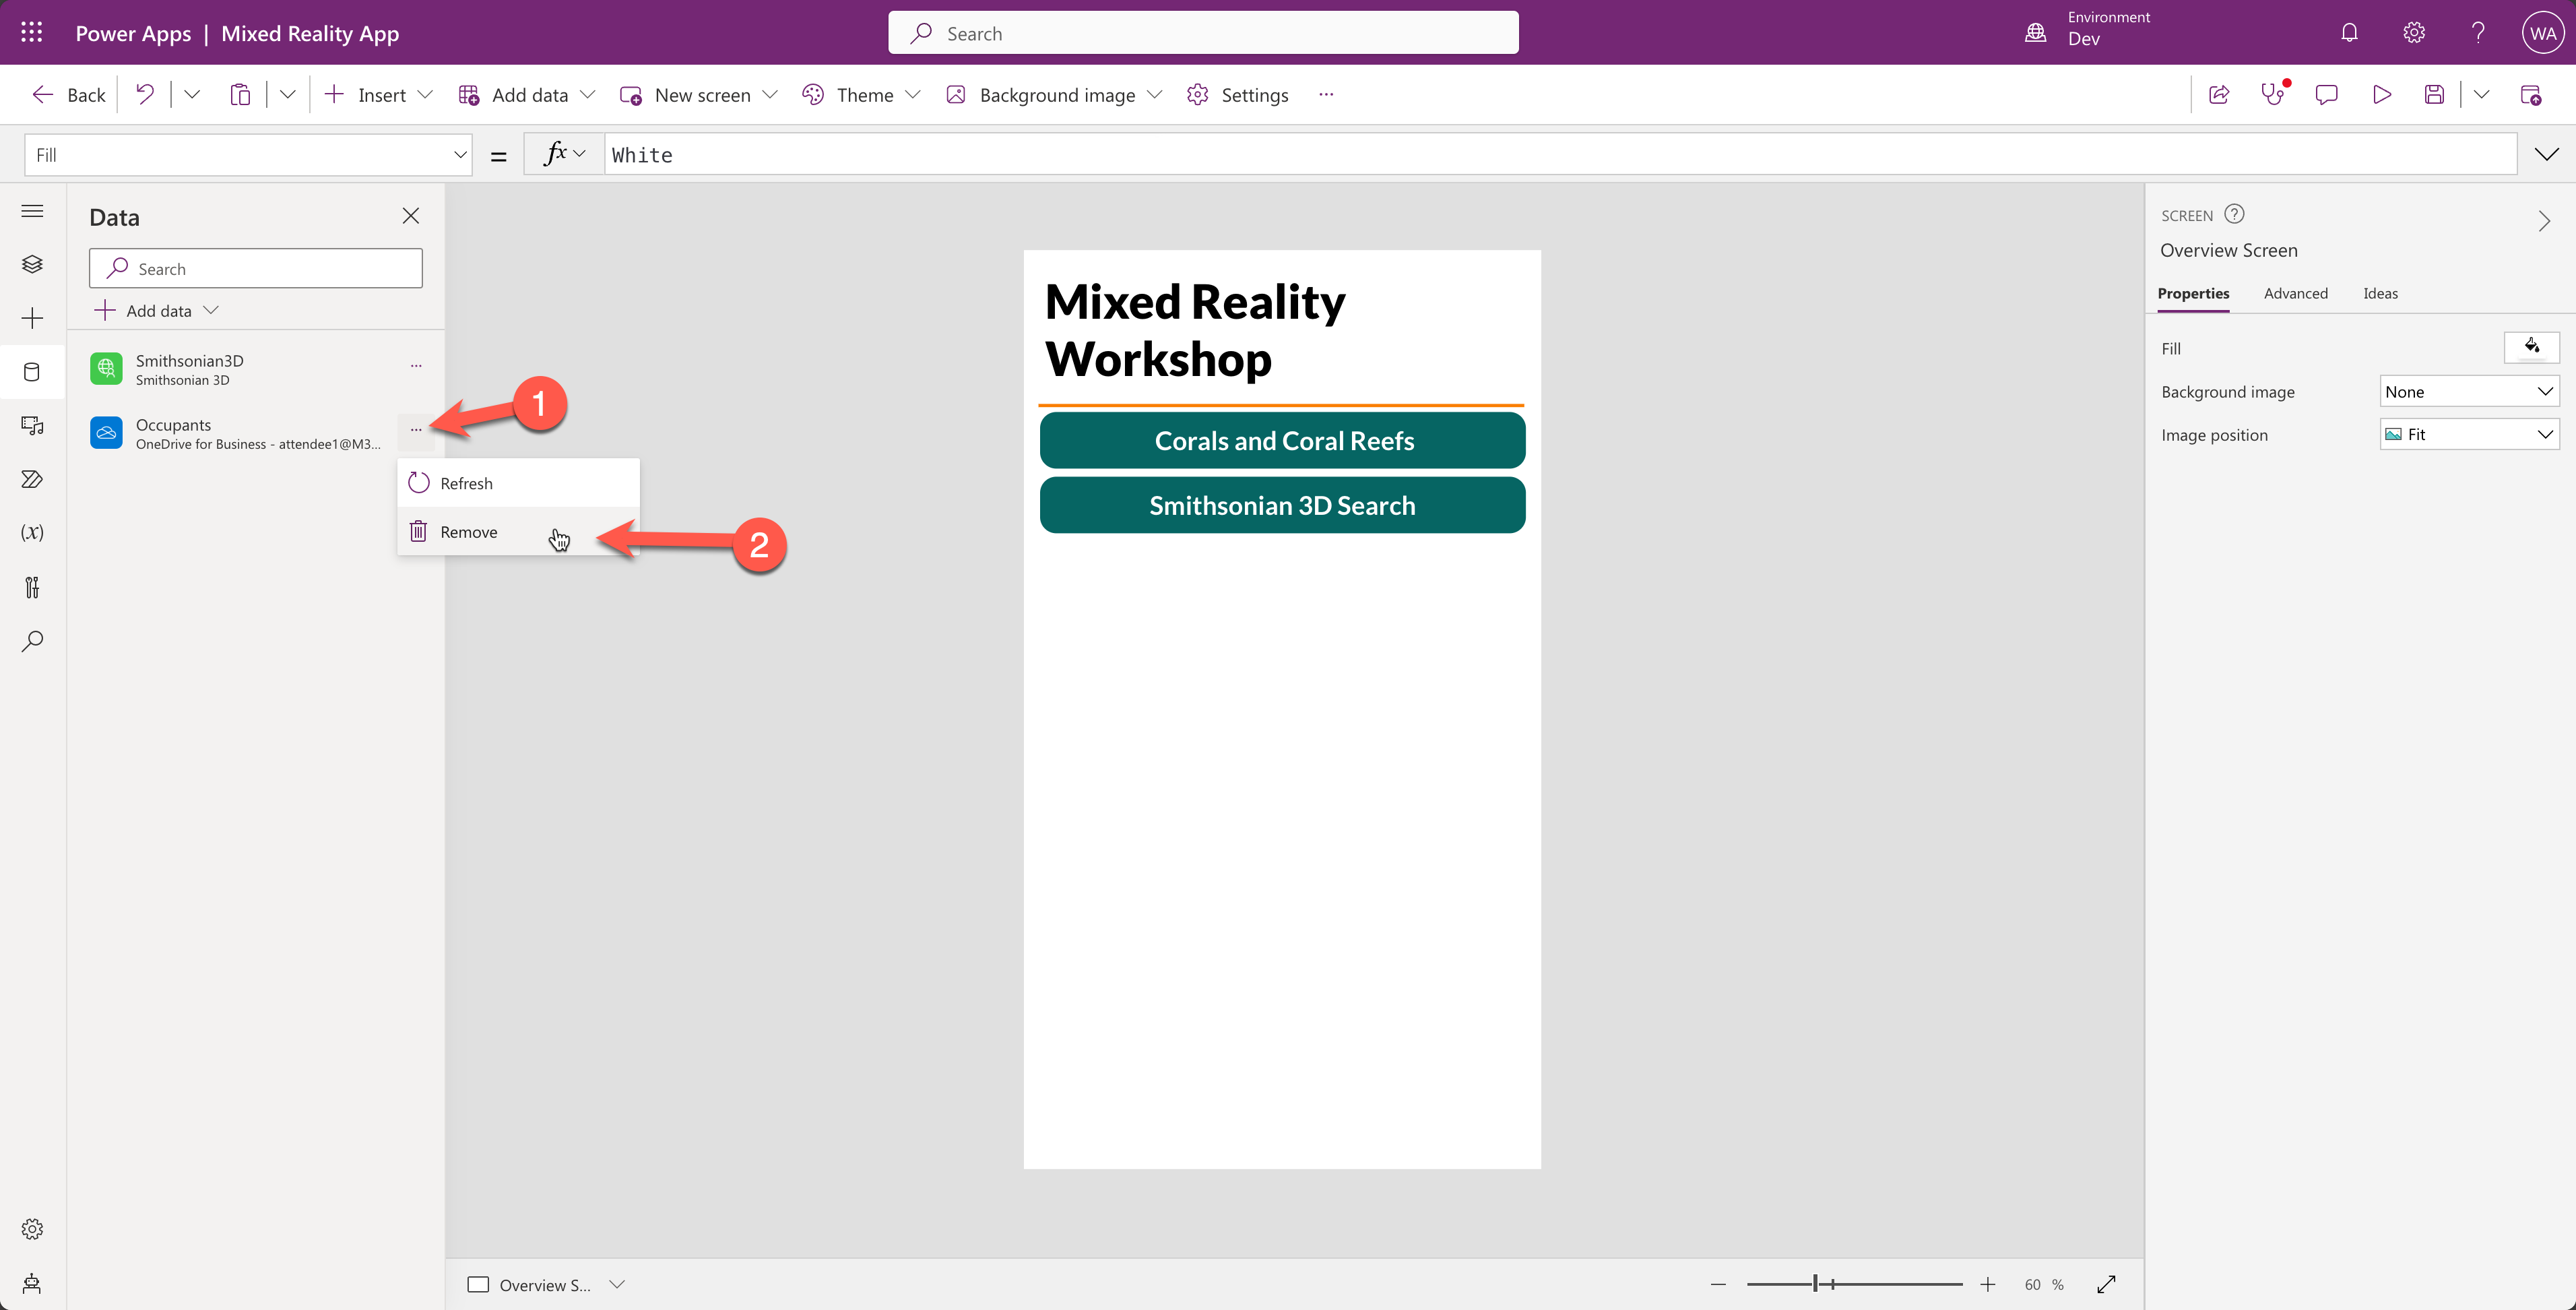 Power Apps | Mixed Reality App
Search
Environment
Dev
WA
Back
Insert
Add data
New screen
Theme
Background image
Settings
Fill
=
fx
White
Data
Search
Add data
Smithsonian3D
Smithsonian 3D
Occupants
OneDrive for Business - attendee1@M3...
1
Refresh
Remove
2
(x)
Mixed Reality
Workshop
Corals and Coral Reefs
Smithsonian 3D Search
SCREEN
Overview Screen
Properties
Advanced
Ideas
Fill
Background image
None
Image position
Fit
Overview S...
60 %